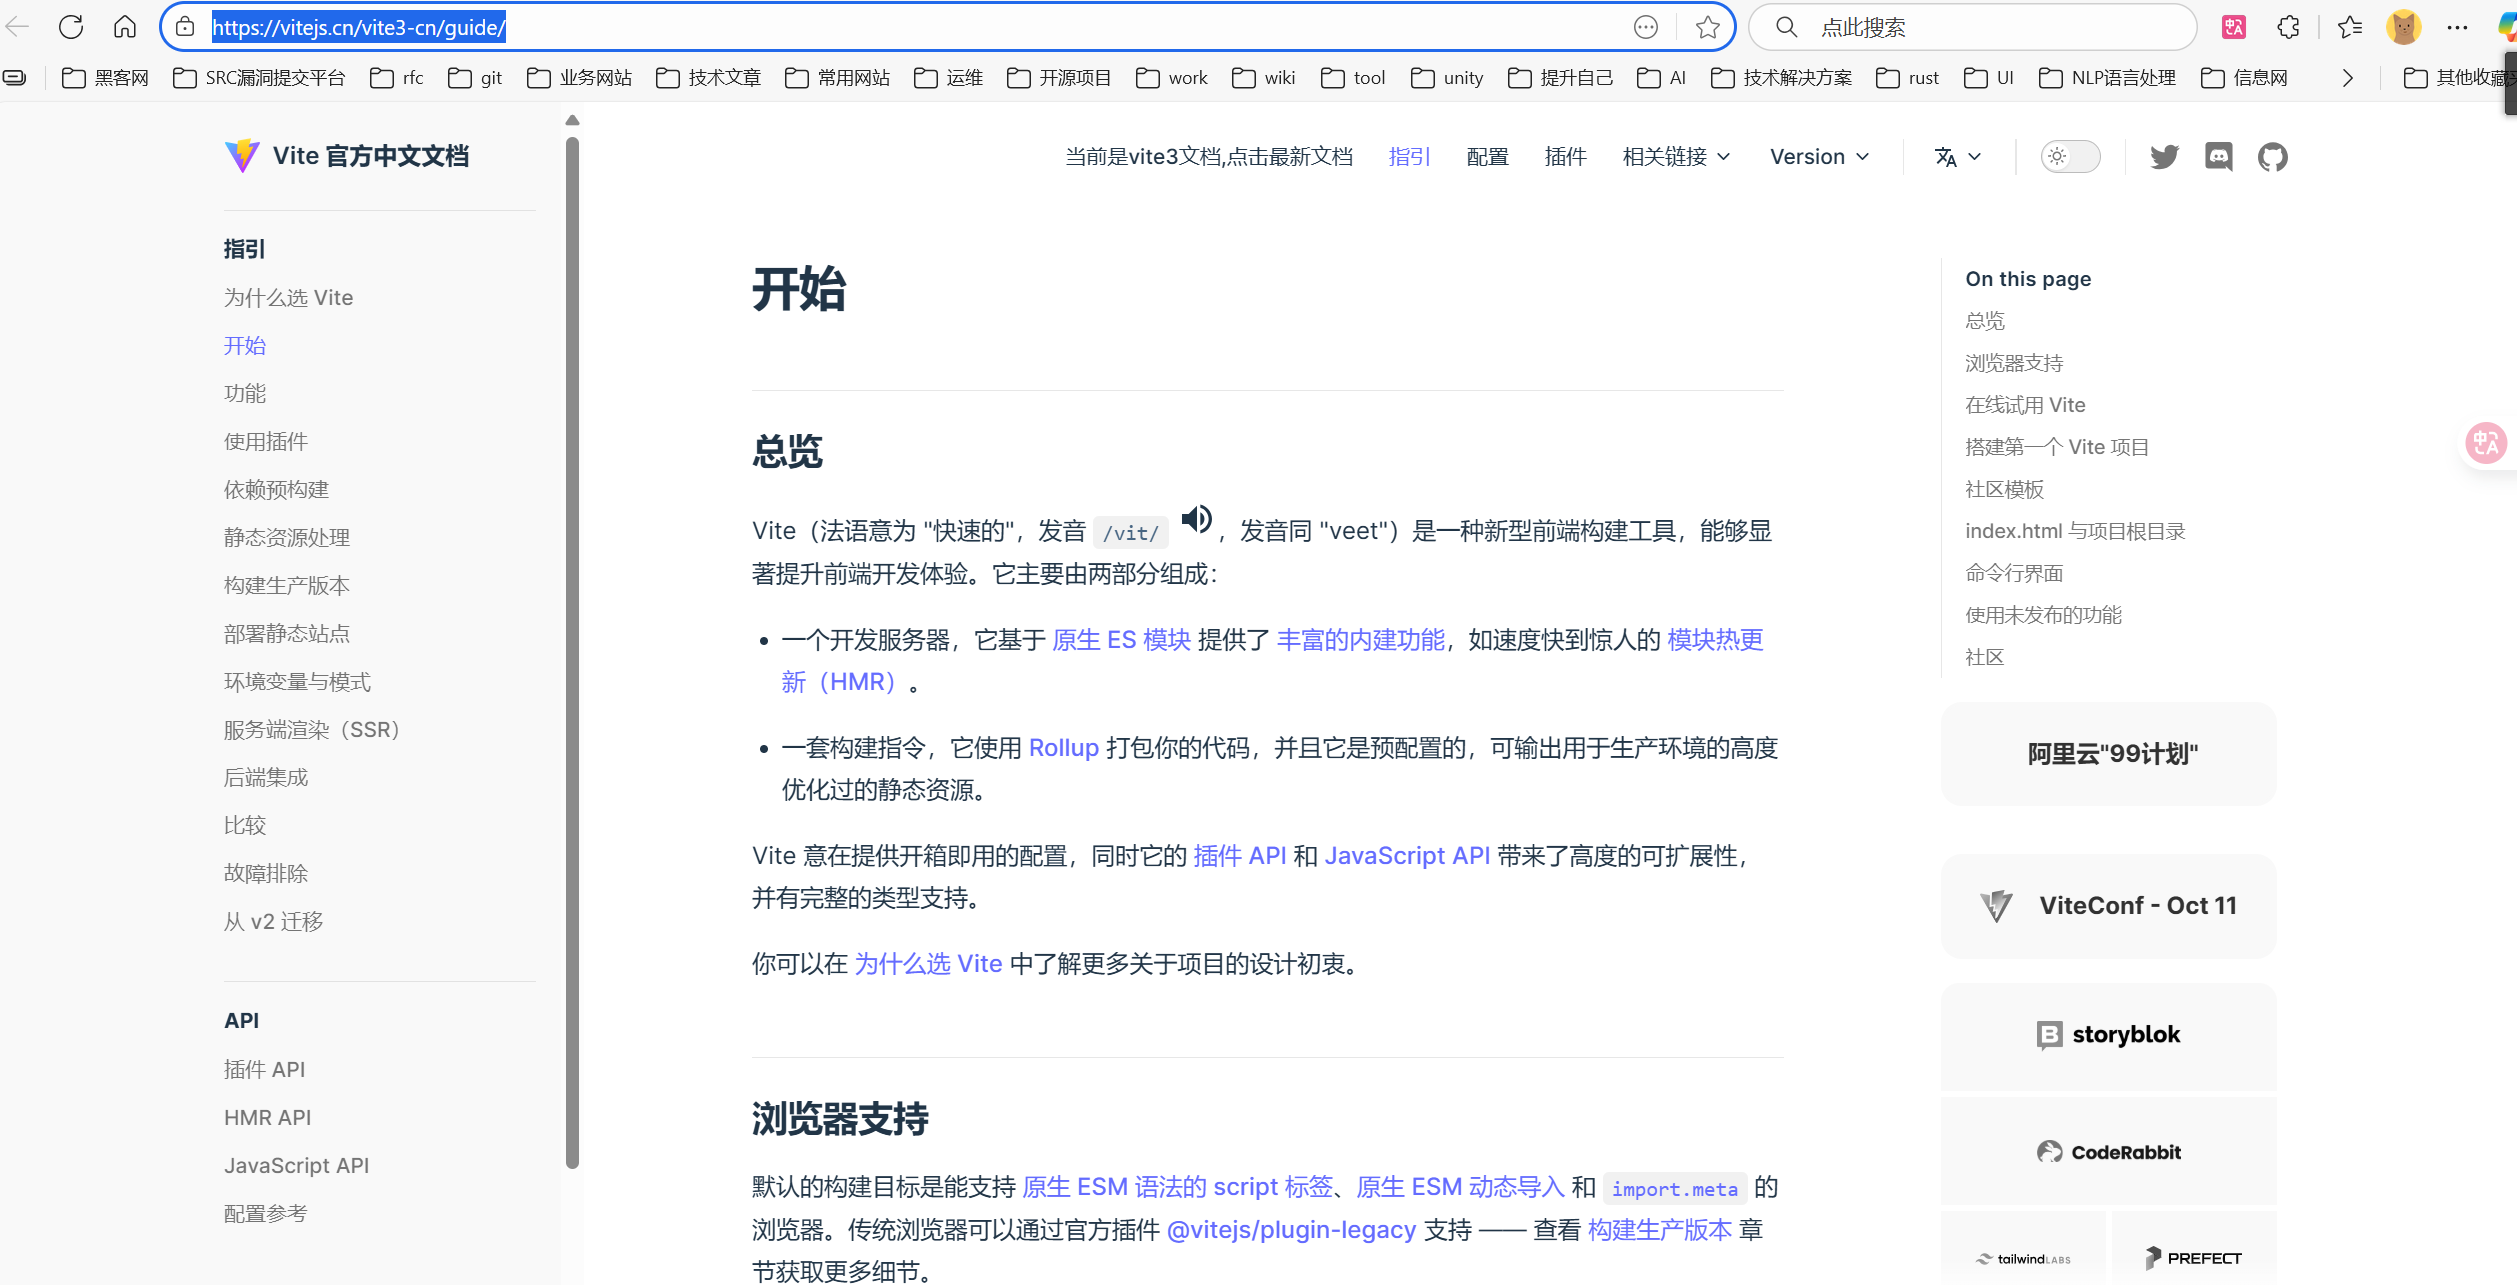 https://vitejs.cn/vite3-cn/guide/
点此搜索
黑客网 SRC漏洞提交平台 rfc git 业务网站 技术文章 常用网站 运维 开源项目 work wiki tool unity 提升自己 AI 技术解决方案 rust UI NLP语言处理 信息网 其他收藏
Vite 官方中文文档
当前是vite3文档,点击最新文档 指引 配置 插件 相关链接 Version
指引
为什么选 Vite
开始
功能
使用插件
依赖预构建
静态资源处理
构建生产版本
部署静态站点
环境变量与模式
服务端渲染（SSR）
后端集成
比较
故障排除
从 v2 迁移
API
插件 API
HMR API
JavaScript API
配置参考
开始
总览
Vite（法语意为 "快速的"，发音 /vit/ ，发音同 "veet"）是一种新型前端构建工具，能够显
著提升前端开发体验。它主要由两部分组成：
• 一个开发服务器，它基于 原生 ES 模块 提供了 丰富的内建功能，如速度快到惊人的 模块热更
新（HMR）。
• 一套构建指令，它使用 Rollup 打包你的代码，并且它是预配置的，可输出用于生产环境的高度
优化过的静态资源。
Vite 意在提供开箱即用的配置，同时它的 插件 API 和 JavaScript API 带来了高度的可扩展性，
并有完整的类型支持。
你可以在 为什么选 Vite 中了解更多关于项目的设计初衷。
浏览器支持
默认的构建目标是能支持 原生 ESM 语法的 script 标签、原生 ESM 动态导入 和 import.meta 的
浏览器。传统浏览器可以通过官方插件 @vitejs/plugin-legacy 支持 —— 查看 构建生产版本 章
节获取更多细节。
On this page
总览
浏览器支持
在线试用 Vite
搭建第一个 Vite 项目
社区模板
index.html 与项目根目录
命令行界面
使用未发布的功能
社区
阿里云"99计划"
ViteConf - Oct 11
storyblok
CodeRabbit
tailwindLABS
PREFECT